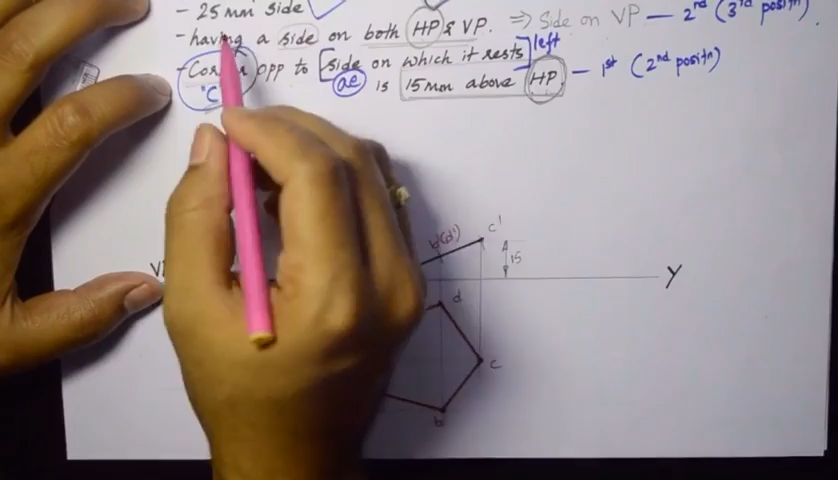 - 25 mm side
- having a side on both HP & VP. ⇒ Side on VP — 2nd (3rd positn)
left
- opp to [side on which it rests]
"C ae is 15mm above HP — 1st (2nd positn)
b'(d') c'
15
Y
d
c
b